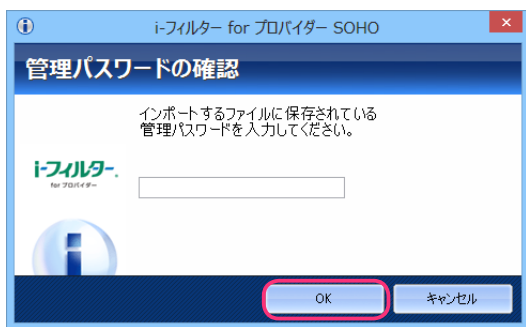 i-フィルター for プロバイダー SOHO
管理パスワードの確認
インポートするファイルに保存されている
管理パスワードを入力してください。
i-フィルター.
for プロバイダー
OK
キャンセル